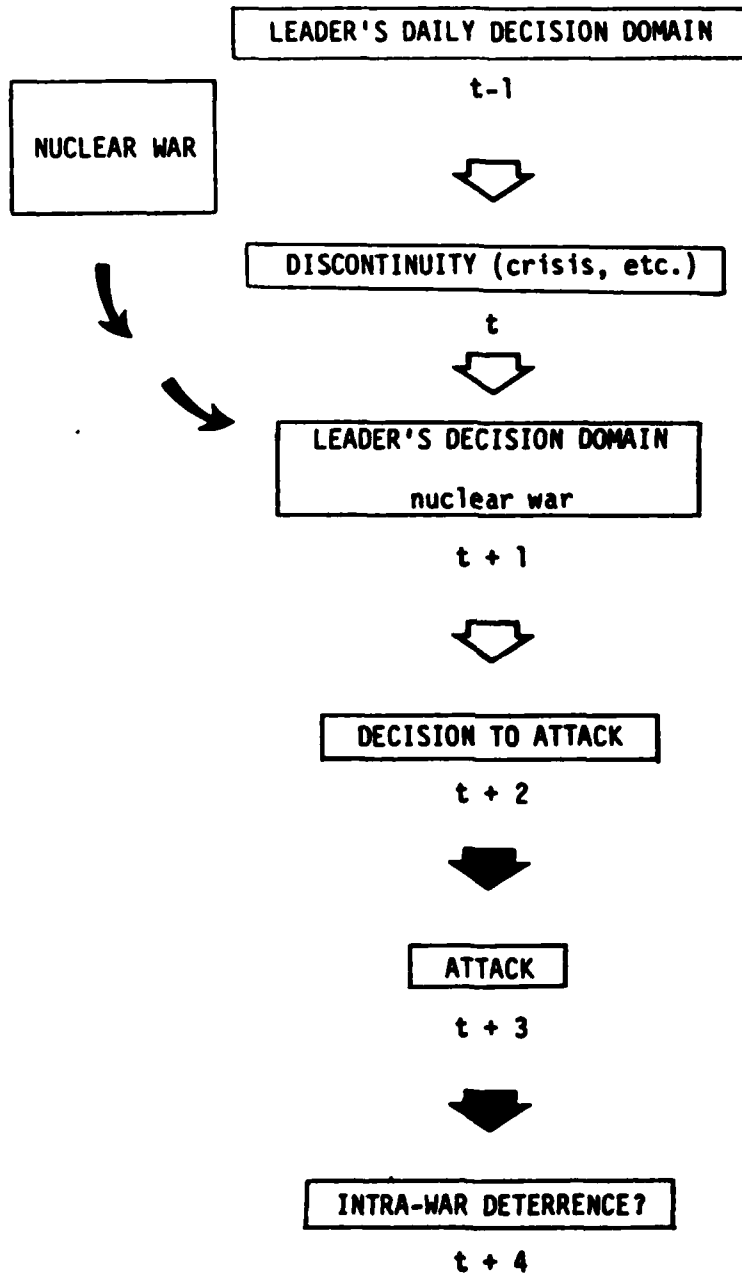 LEADER'S DAILY DECISION DOMAIN
t-1
NUCLEAR WAR
DISCONTINUITY (crisis, etc.)
t
LEADER'S DECISION DOMAIN
nuclear war
t + 1
DECISION TO ATTACK
t + 2
ATTACK
t + 3
INTRA-WAR DETERRENCE?
t + 4